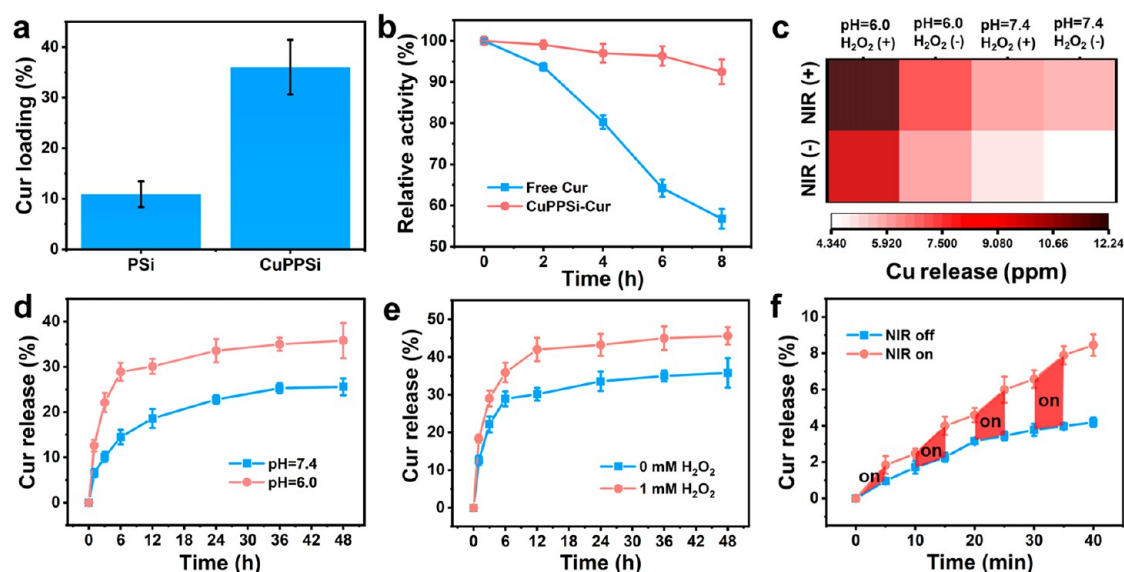 a
Cur loading (%)
40
30
20
10
0
PSi
CuPPSi
b
Relative activity (%)
100
90
80
70
60
50
Free Cur
CuPPSi-Cur
0
2
4
6
8
Time (h)
c
pH=6.0 pH=6.0 pH=7.4 pH=7.4
H₂O₂ (+) H₂O₂ (-) H₂O₂ (+) H₂O₂ (-)
NIR (+)
NIR (-)
4.340 5.920 7.500 9.080 10.66 12.24
Cu release (ppm)
d
Cur release (%)
40
30
20
10
0
pH=7.4
pH=6.0
0 6 12 18 24 30 36 42 48
Time (h)
e
Cur release (%)
50
40
30
20
10
0
0 mM H₂O₂
1 mM H₂O₂
0 6 12 18 24 30 36 42 48
Time (h)
f
Cur release (%)
8
6
4
2
0
NIR off
NIR on
on
on
on
on
0 10 20 30 40
Time (min)